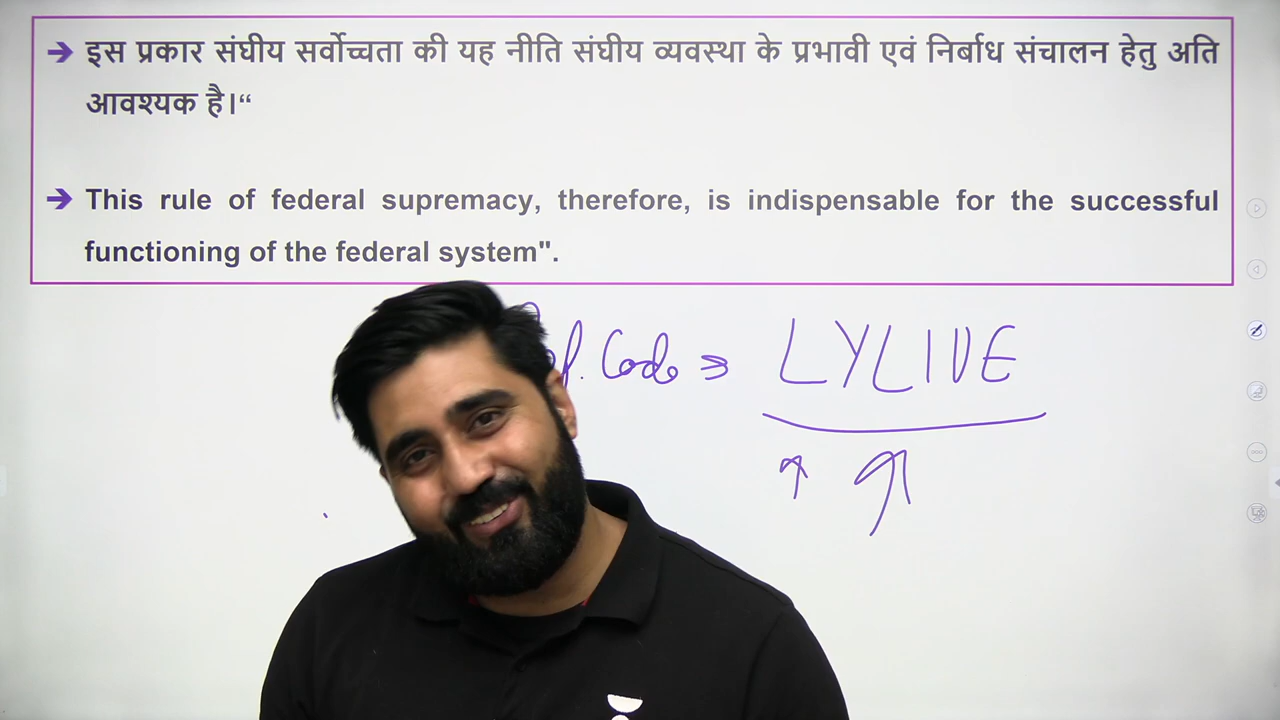 → इस प्रकार संघीय सर्वोच्चता की यह नीति संघीय व्यवस्था के प्रभावी एवं निर्बाध संचालन हेतु अति
आवश्यक है।“
→ This rule of federal supremacy, therefore, is indispensable for the successful
functioning of the federal system".
Code ⇒ LYLIVE